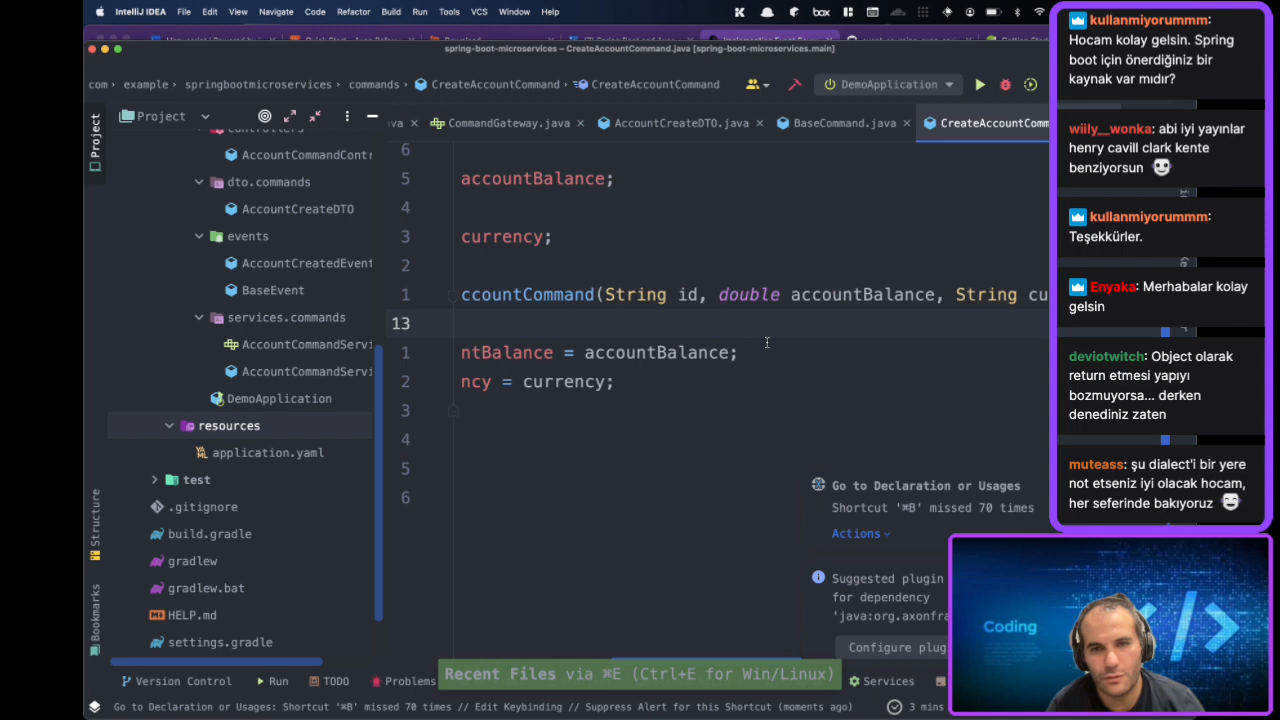 IntelliJ IDEA File Edit View Navigate Code Refactor Build Run Tools VCS Window Help
box
spring-boot-microservices – CreateAccountCommand.java [spring-boot-microservices.main]
com › example › springbootmicroservices › commands › CreateAccountCommand › CreateAccountCommand
DemoApplication
Project
CommandGateway.java
AccountCreateDTO.java
BaseCommand.java
CreateAccountComm
Project
controllers
AccountCommandContr
dto.commands
AccountCreateDTO
events
AccountCreatedEvent
BaseEvent
services.commands
AccountCommandServi
AccountCommandServi
DemoApplication
resources
application.yaml
test
.gitignore
build.gradle
gradlew
gradlew.bat
HELP.md
settings.gradle
Structure
Bookmarks
6
5 accountBalance;
4
3 currency;
2
1 ccountCommand(String id, double accountBalance, String cu
13
1 ntBalance = accountBalance;
2 ncy = currency;
3
4
5
6
Go to Declaration or Usages
Shortcut '⌘B' missed 70 times
Actions
Suggested plugin
for dependency
'java:org.axonfra
Configure plug
Recent Files via ⌘E (Ctrl+E for Win/Linux)
Version Control Run TODO Problems Services
Go to Declaration or Usages: Shortcut '⌘B' missed 70 times // Edit Keybinding // Suppress Alert for this Shortcut (moments ago)
3 mins
kullanmiyorummm:
Hocam kolay gelsin. Spring
boot için önerdiğiniz bir
kaynak var mıdır?
wiily__wonka: abi iyi yayınlar
henry cavill clark kente
benziyorsun
kullanmiyorummm:
Teşekkürler.
Enyaka: Merhabalar kolay
gelsin
deviotwitch: Object olarak
return etmesi yapıyı
bozmuyorsa... derken
denediniz zaten
muteass: şu dialect'i bir yere
not etseniz iyi olacak hocam,
her seferinde bakıyoruz
Coding